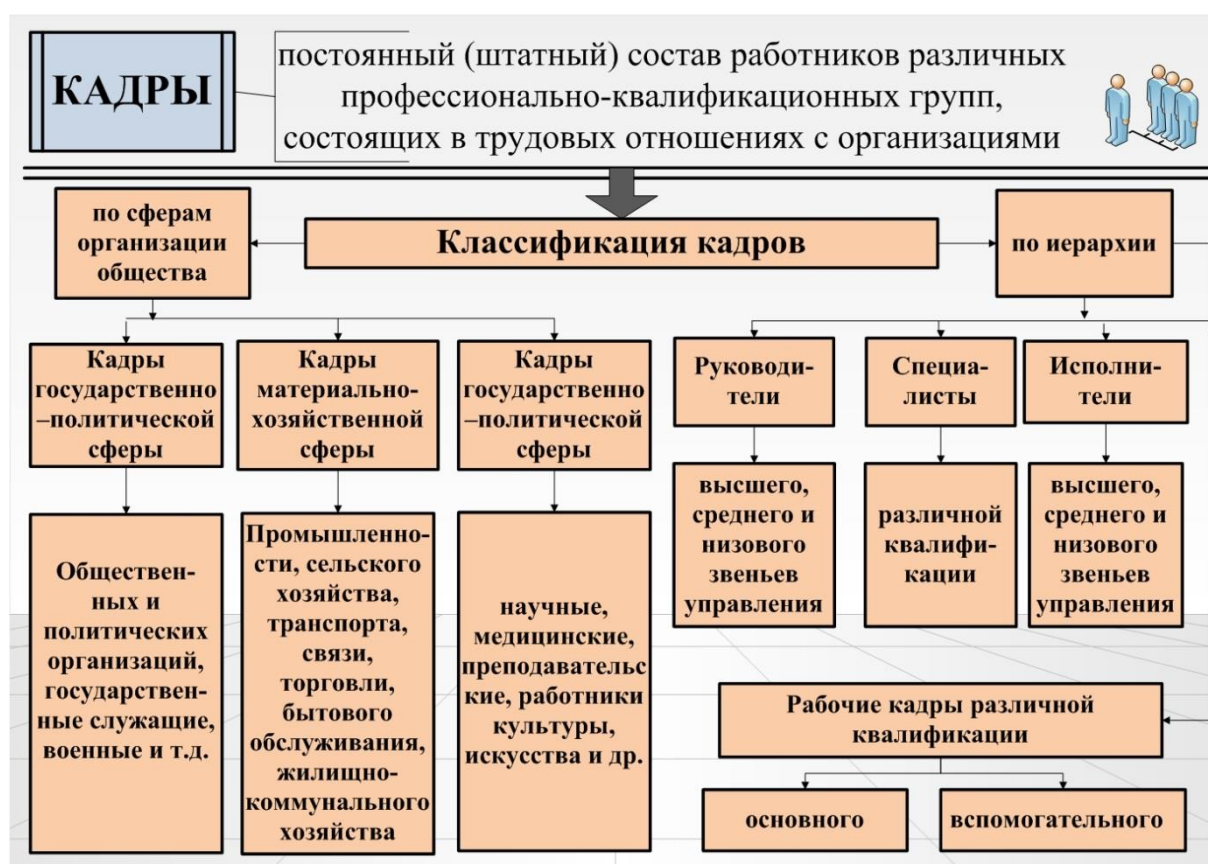 КАДРЫ
постоянный (штатный) состав работников различных
профессионально-квалификационных групп,
состоящих в трудовых отношениях с организациями
по сферам
организации
общества
Классификация кадров
по иерархии
Кадры
государственно
–политической
сферы
Кадры
материально-
хозяйственной
сферы
Кадры
государственно
–политической
сферы
Руководи-
тели
Специа-
листы
Исполни-
тели
Обществен-
ных и
политических
организаций,
государствен-
ные служащие,
военные и т.д.
Промышленно-
сти, сельского
хозяйства,
транспорта,
связи,
торговли,
бытового
обслуживания,
жилищно-
коммунального
хозяйства
научные,
медицинские,
преподаватель
ские, работники
культуры,
искусства и др.
высшего,
среднего и
низового
звеньев
управления
различной
квалифи-
кации
высшего,
среднего и
низового
звеньев
управления
Рабочие кадры различной
квалификации
основного
вспомогательного